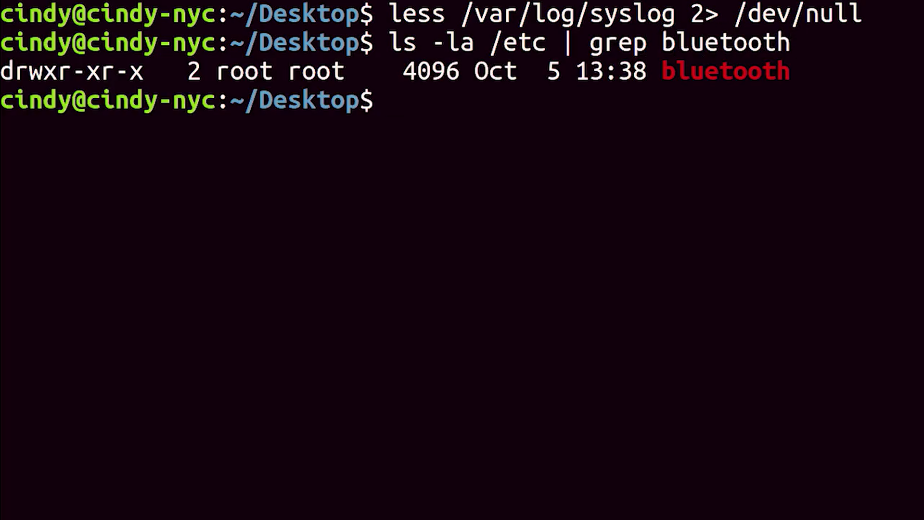 cindy@cindy-nyc:~/Desktop$ less /var/log/syslog 2> /dev/null
cindy@cindy-nyc:~/Desktop$ ls -la /etc | grep bluetooth
drwxr-xr-x   2 root root    4096 Oct  5 13:38 bluetooth
cindy@cindy-nyc:~/Desktop$